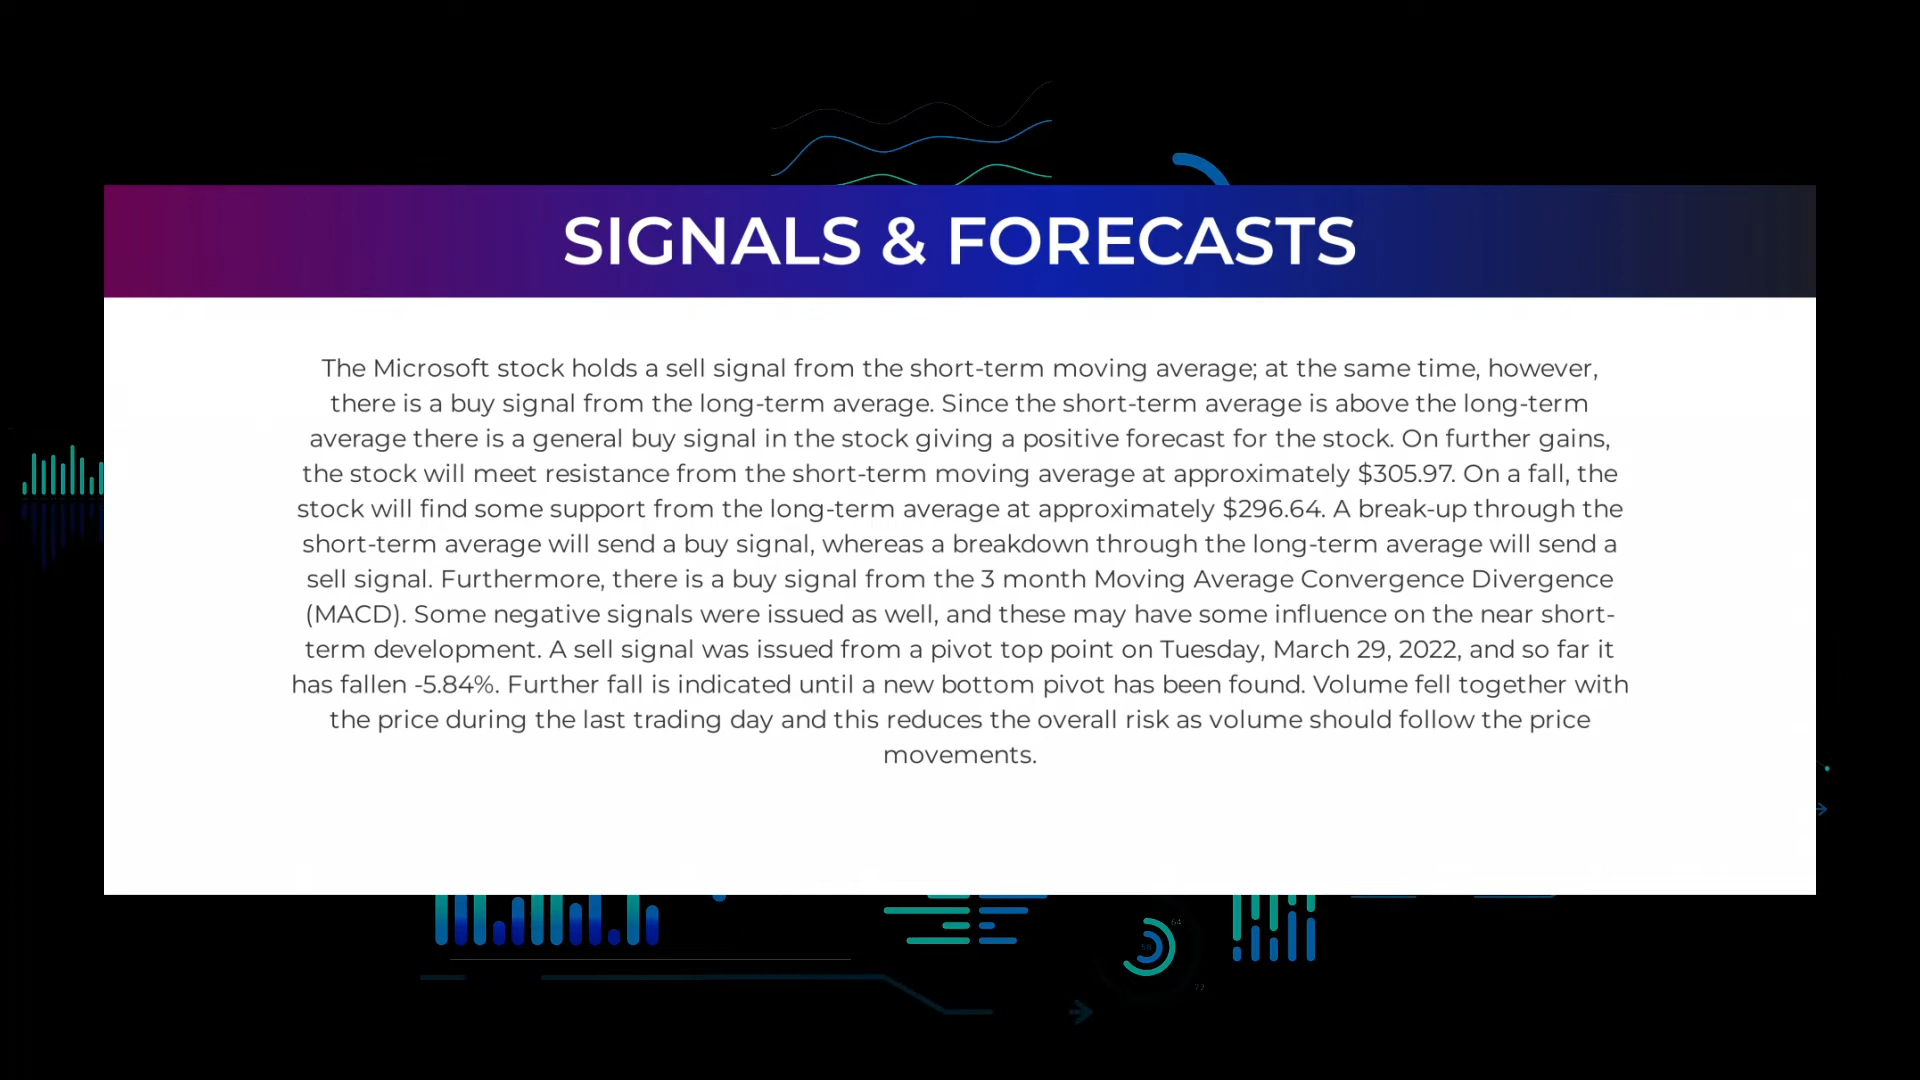 SIGNALS & FORECASTS
The Microsoft stock holds a sell signal from the short-term moving average; at the same time, however,
there is a buy signal from the long-term average. Since the short-term average is above the long-term
average there is a general buy signal in the stock giving a positive forecast for the stock. On further gains,
the stock will meet resistance from the short-term moving average at approximately $305.97. On a fall, the
stock will find some support from the long-term average at approximately $296.64. A break-up through the
short-term average will send a buy signal, whereas a breakdown through the long-term average will send a
sell signal. Furthermore, there is a buy signal from the 3 month Moving Average Convergence Divergence
(MACD). Some negative signals were issued as well, and these may have some influence on the near short-
term development. A sell signal was issued from a pivot top point on Tuesday, March 29, 2022, and so far it
has fallen -5.84%. Further fall is indicated until a new bottom pivot has been found. Volume fell together with
the price during the last trading day and this reduces the overall risk as volume should follow the price
movements.
64
72